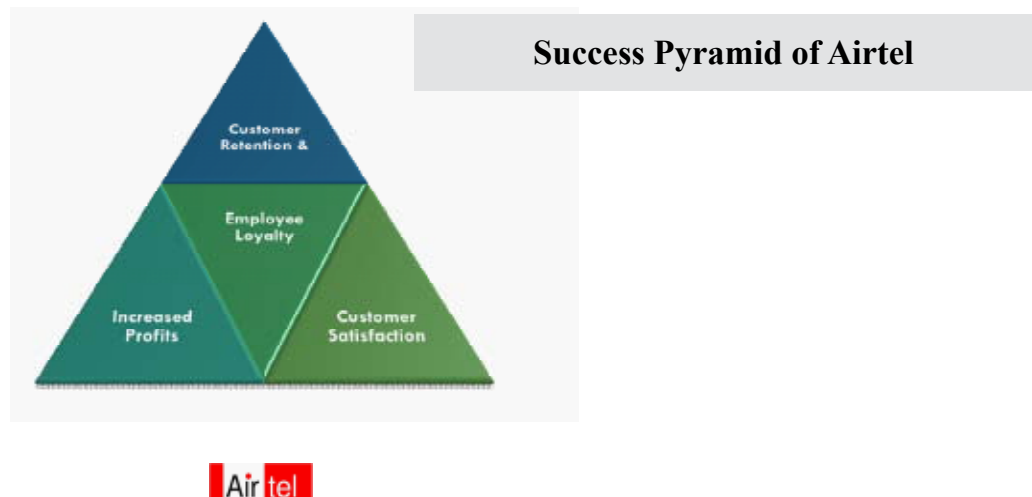 Success Pyramid of Airtel
Customer
Retention &
Employee
Loyalty
Increased
Profits
Customer
Satisfaction
Airtel